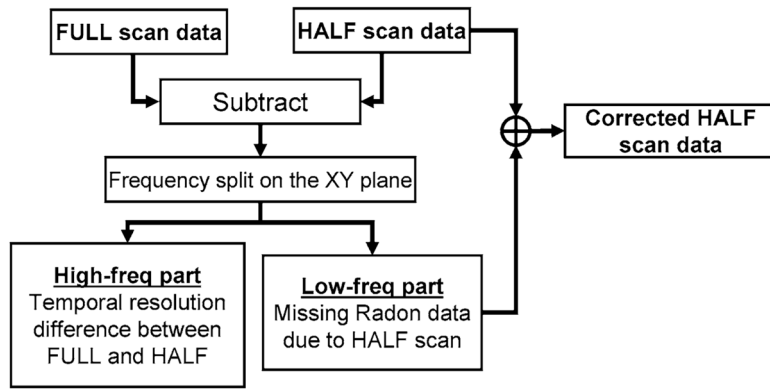 FULL scan data
HALF scan data
Subtract
Corrected HALF
scan data
Frequency split on the XY plane
High-freq part
Temporal resolution
difference between
FULL and HALF
Low-freq part
Missing Radon data
due to HALF scan